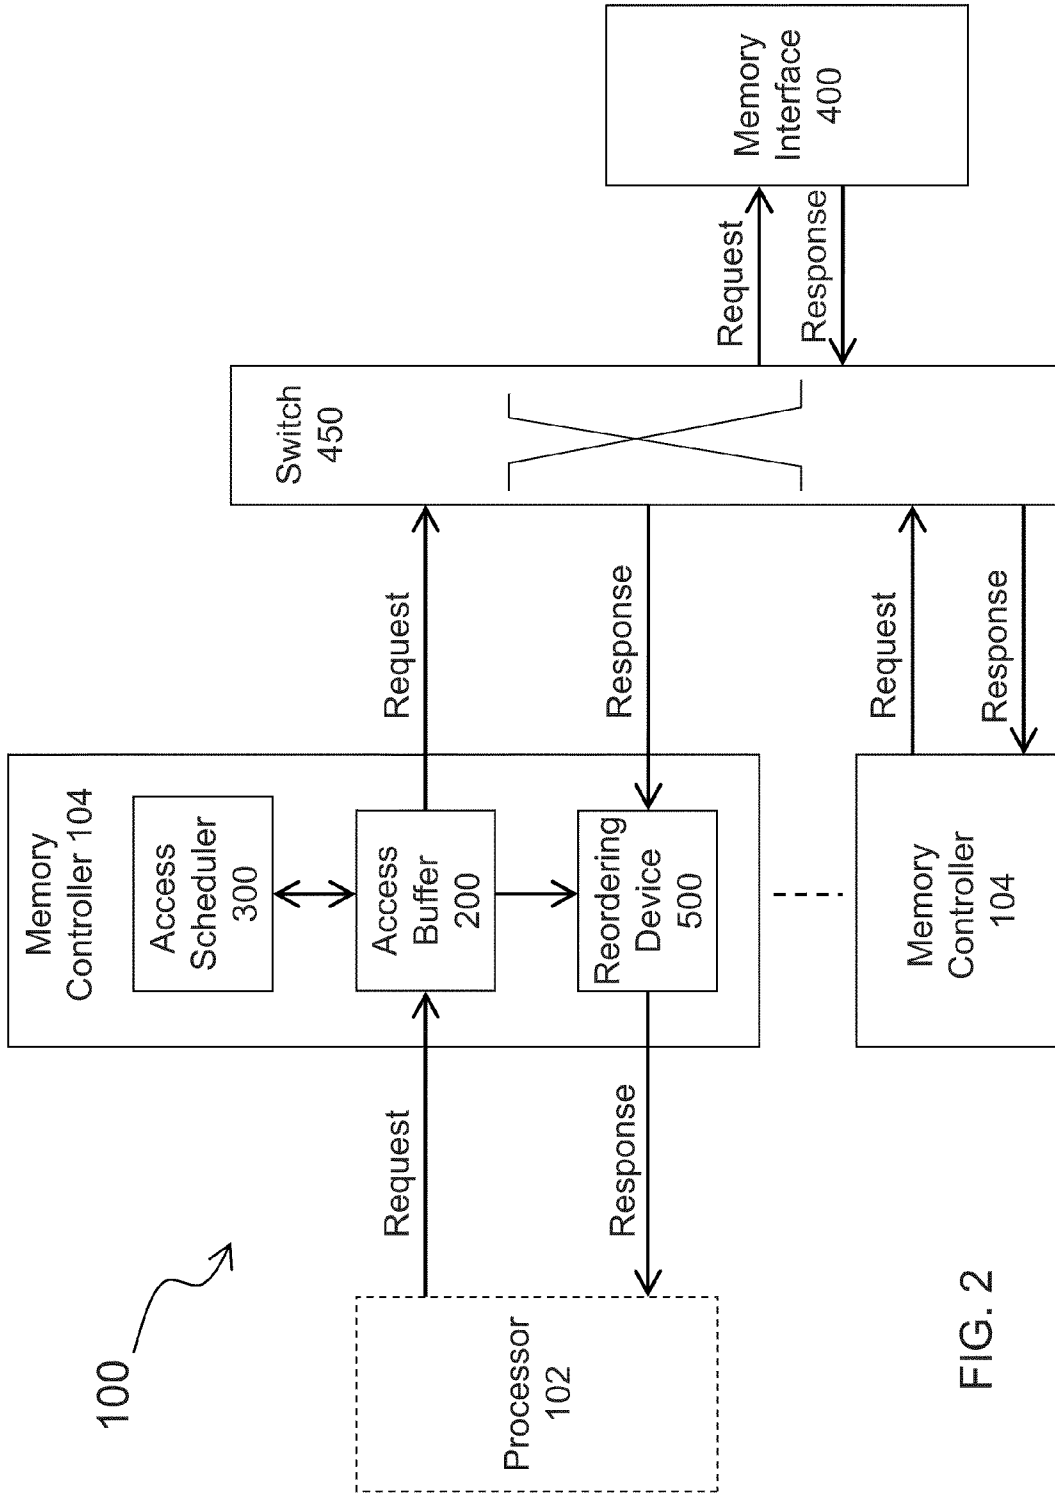 100
Memory
Controller 104
Access
Scheduler
300
Access
Buffer
200
Reordering
Device
500
Processor
102
Request
Response
Request
Response
Switch
450
Request
Response
Memory
Interface
400
Memory
Controller
104
Request
Response
FIG. 2